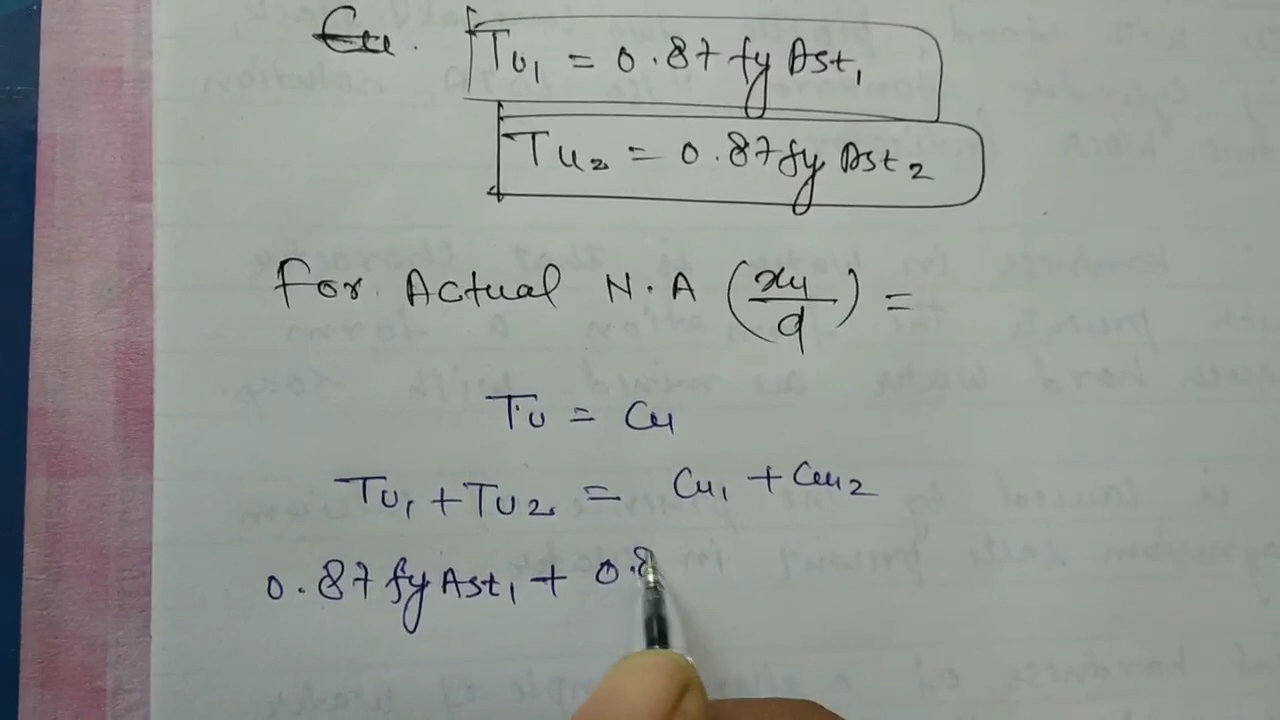 Tu₁ = 0.87 fy Ast₁
Tu₂ = 0.87 fy Ast₂
For Actual N.A (xu/d) =
Tu = Cu
Tu₁ + Tu₂ = Cu₁ + Cu₂
0.87 fy Ast₁ + 0.8